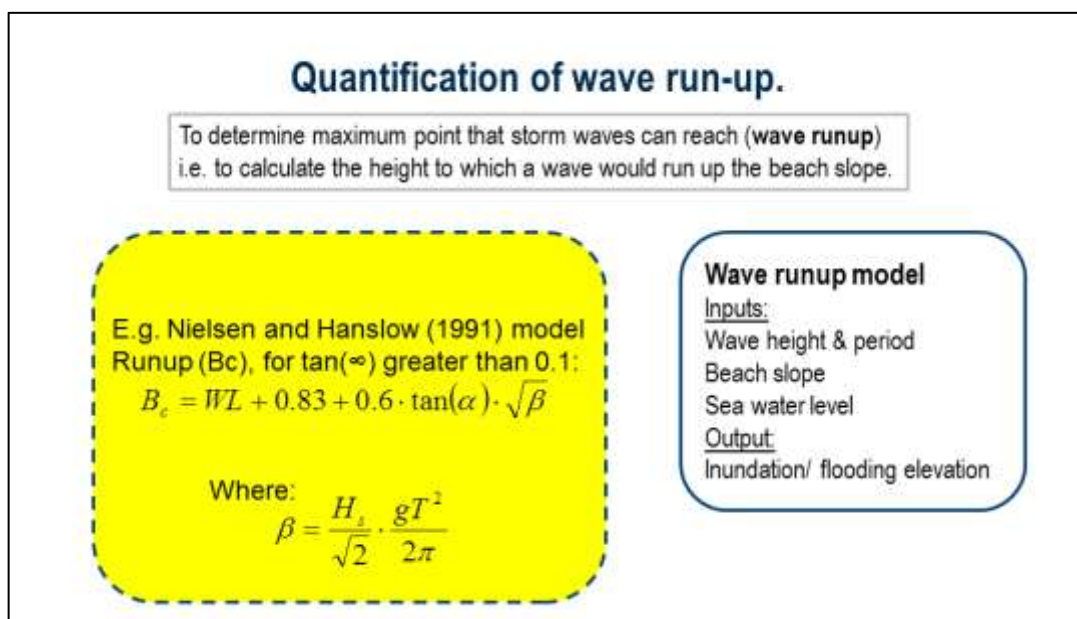 Quantification of wave run-up.
To determine maximum point that storm waves can reach (wave runup)
i.e. to calculate the height to which a wave would run up the beach slope.
E.g. Nielsen and Hanslow (1991) model
Runup (Bc), for tan(∞) greater than 0.1:
B_c = WL + 0.83 + 0.6 · tan(α) · √β
Where:
β = H_s/√2 · gT²/2π
Wave runup model
Inputs:
Wave height & period
Beach slope
Sea water level
Output:
Inundation/ flooding elevation